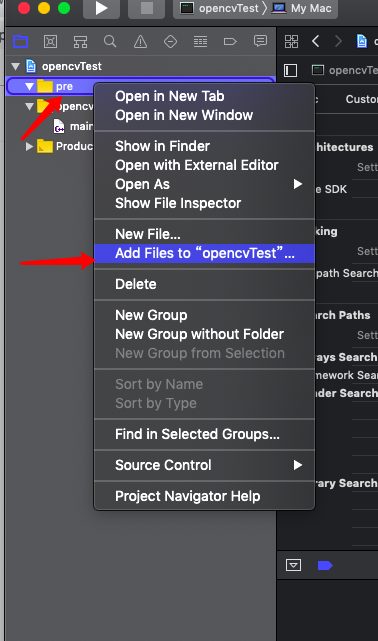 opencvTest 〉 My Mac
opencvTest
opencvTest
pre
opencv
main
Produc
Open in New Tab
Open in New Window
Show in Finder
Open with External Editor
Open As
Show File Inspector
New File...
Add Files to “opencvTest”...
Delete
New Group
New Group without Folder
New Group from Selection
Sort by Name
Sort by Type
Find in Selected Groups...
Source Control
Project Navigator Help
c Custom
rchitectures
Sett
e SDK
king
Sett
path Search
arch Paths
Sett
ays Search
mework Sear
der Search
rary Search